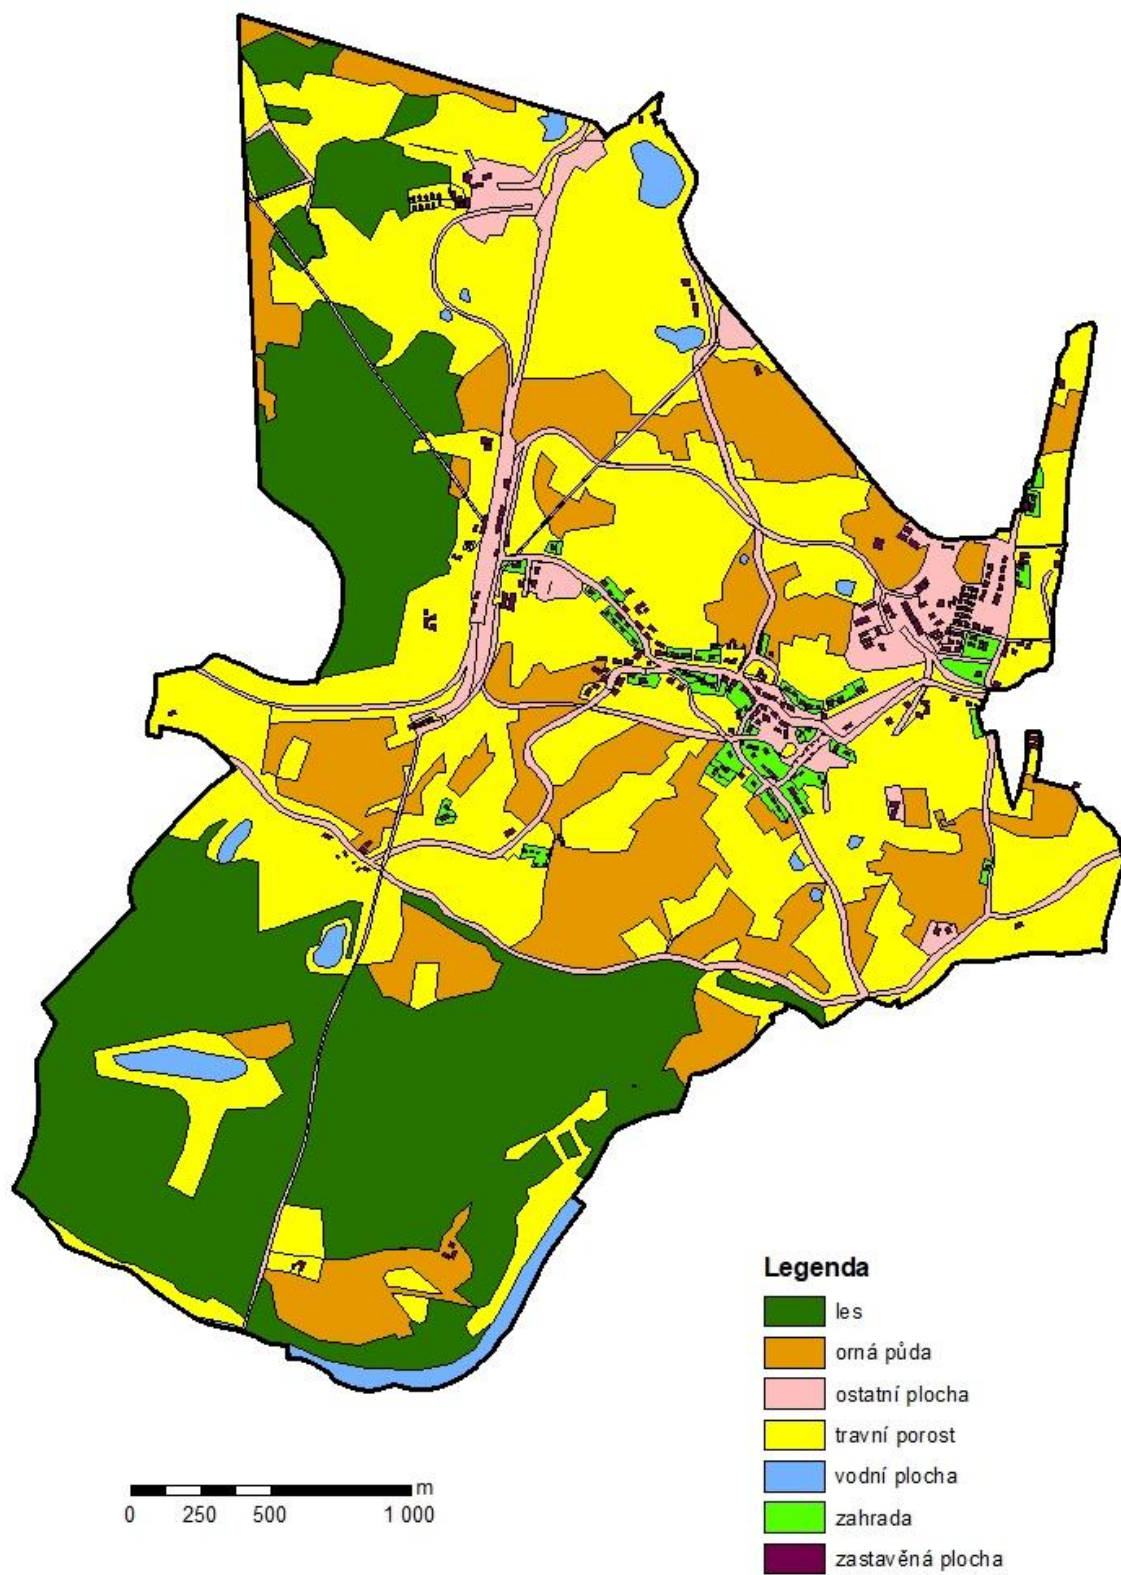 Legenda
les
orná půda
ostatní plocha
travní porost
vodní plocha
zahrada
zastavěná plocha
m
0 250 500 1 000